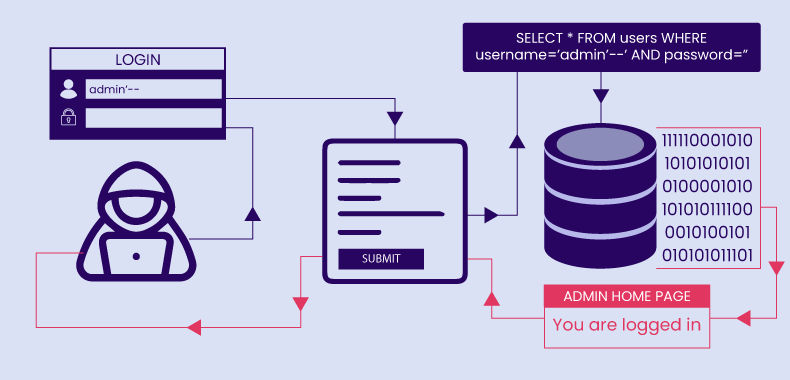 LOGIN
admin'--
SELECT * FROM users WHERE
username='admin'--' AND password=”
SUBMIT
111110001010
10101010101
0100001010
101010111100
0010100101
010101011101
ADMIN HOME PAGE
You are logged in